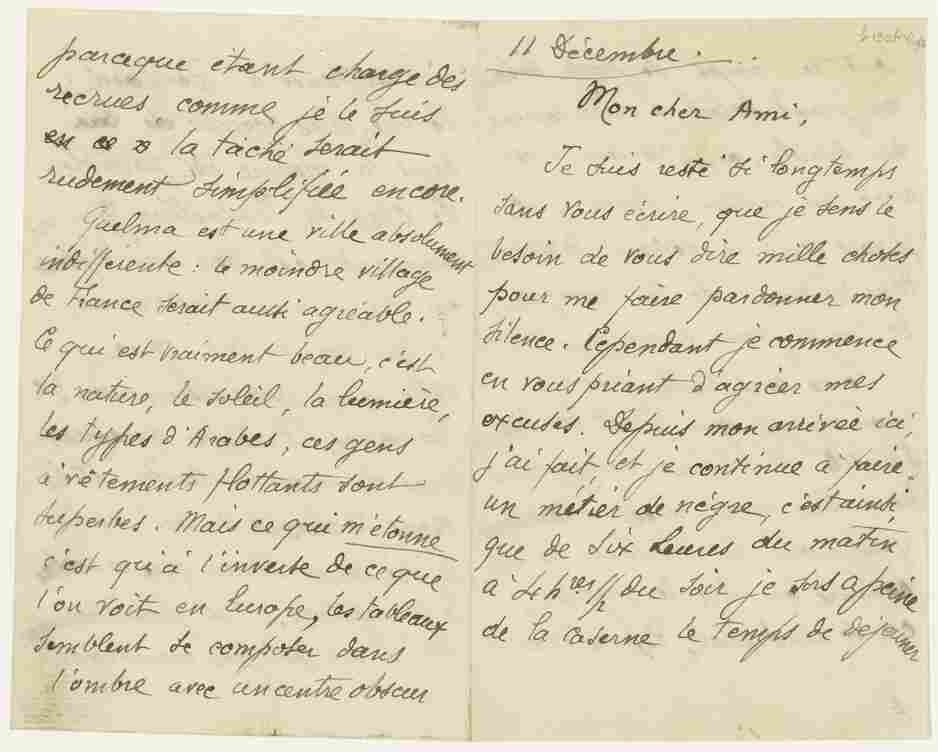 11 Décembre.
Mon cher Ami,
Je suis resté si longtemps
sans vous écrire, que je sens le
besoin de vous dire mille choses
pour me faire pardonner mon
silence. Cependant je commence
en vous priant d'agréer mes
excuses. Depuis mon arrivée ici,
j'ai fait, et je continue à faire
un métier de nègre, c'est ainsi
que de six heures du matin
à 4 hres 1/2 du soir je sors à peine
de la caserne le temps de déjeuner
parceque étant chargé des
recrues comme je le suis
la tâche serait
rudement simplifiée encore.
Guelma est une ville absolument
indifférente : le moindre village
de France serait aussi agréable.
Ce qui est vraiment beau, c'est
la nature, le soleil, la lumière,
les types d'Arabes, ces gens
à vêtements flottants sont
superbes. Mais ce qui m'étonne
c'est qu'à l'inverse de ce que
l'on voit en Europe, les tableaux
semblent se composer dans
l'ombre avec un centre obscur